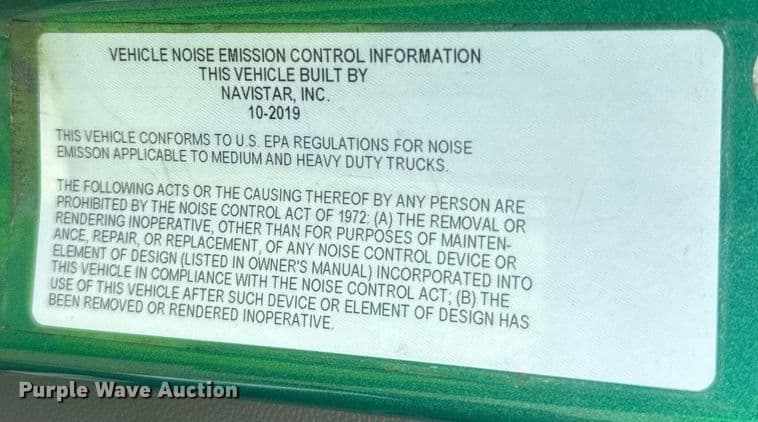 VEHICLE NOISE EMISSION CONTROL INFORMATION
THIS VEHICLE BUILT BY
NAVISTAR, INC.
10-2019
THIS VEHICLE CONFORMS TO U.S. EPA REGULATIONS FOR NOISE
EMISSON APPLICABLE TO MEDIUM AND HEAVY DUTY TRUCKS.
THE FOLLOWING ACTS OR THE CAUSING THEREOF BY ANY PERSON ARE
PROHIBITED BY THE NOISE CONTROL ACT OF 1972: (A) THE REMOVAL OR
RENDERING INOPERATIVE, OTHER THAN FOR PURPOSES OF MAINTEN-
ANCE, REPAIR, OR REPLACEMENT, OF ANY NOISE CONTROL DEVICE OR
ELEMENT OF DESIGN (LISTED IN OWNER'S MANUAL) INCORPORATED INTO
THIS VEHICLE IN COMPLIANCE WITH THE NOISE CONTROL ACT; (B) THE
USE OF THIS VEHICLE AFTER SUCH DEVICE OR ELEMENT OF DESIGN HAS
BEEN REMOVED OR RENDERED INOPERATIVE.
Purple Wave Auction